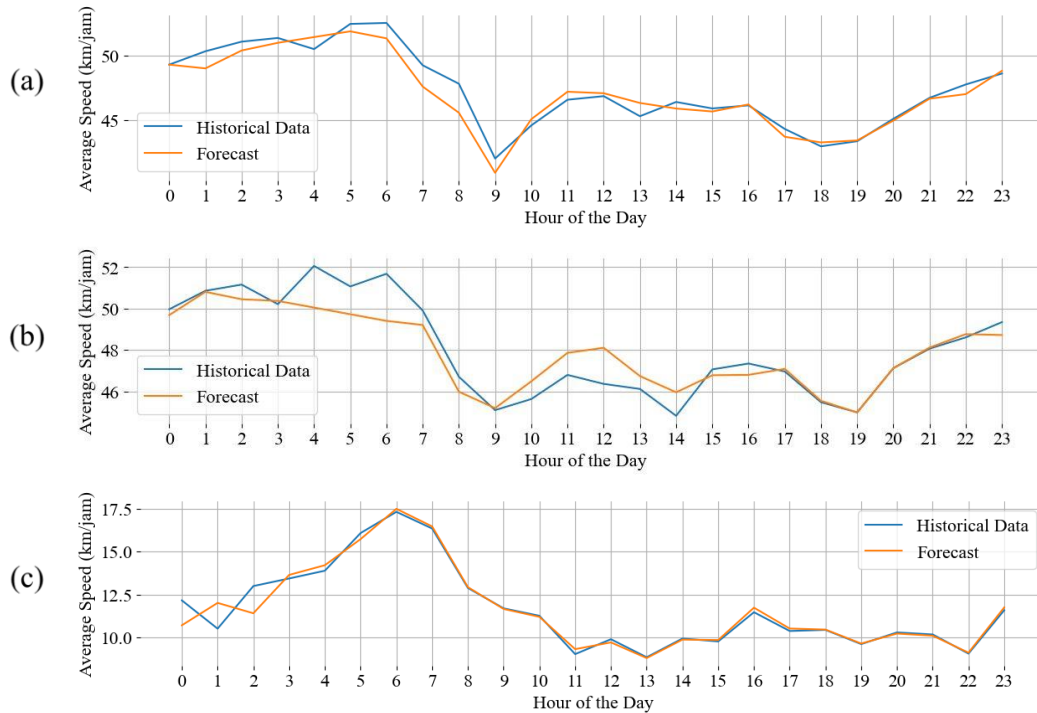 (a)
Average Speed (km/jam)
50
45
Historical Data
Forecast
0 1 2 3 4 5 6 7 8 9 10 11 12 13 14 15 16 17 18 19 20 21 22 23
Hour of the Day
(b)
Average Speed (km/jam)
52
50
48
46
Historical Data
Forecast
0 1 2 3 4 5 6 7 8 9 10 11 12 13 14 15 16 17 18 19 20 21 22 23
Hour of the Day
(c)
Average Speed (km/jam)
17.5
15.0
12.5
10.0
Historical Data
Forecast
0 1 2 3 4 5 6 7 8 9 10 11 12 13 14 15 16 17 18 19 20 21 22 23
Hour of the Day